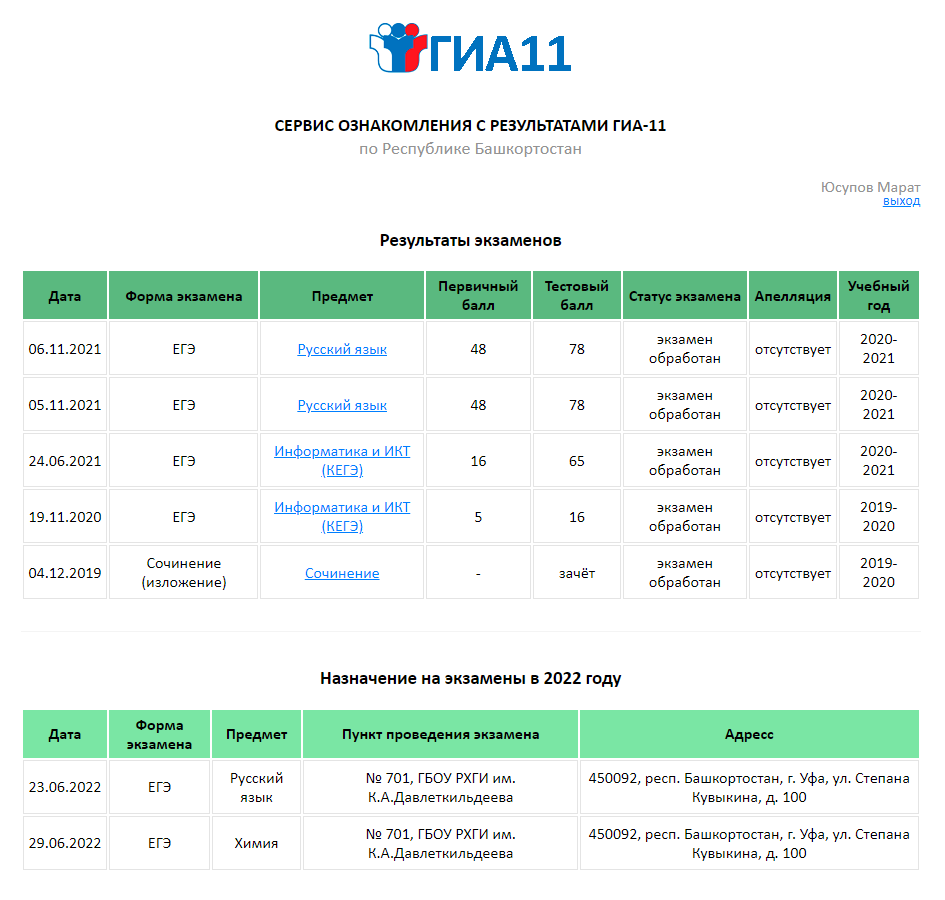 ГИА11
СЕРВИС ОЗНАКОМЛЕНИЯ С РЕЗУЛЬТАТАМИ ГИА-11
по Республике Башкортостан
Юсупов Марат
выход
Результаты экзаменов
Дата Форма экзамена Предмет Первичный балл Тестовый балл Статус экзамена Апелляция Учебный год
06.11.2021 ЕГЭ Русский язык 48 78 экзамен обработан отсутствует 2020-2021
05.11.2021 ЕГЭ Русский язык 48 78 экзамен обработан отсутствует 2020-2021
24.06.2021 ЕГЭ Информатика и ИКТ (КЕГЭ) 16 65 экзамен обработан отсутствует 2020-2021
19.11.2020 ЕГЭ Информатика и ИКТ (КЕГЭ) 5 16 экзамен обработан отсутствует 2019-2020
04.12.2019 Сочинение (изложение) Сочинение - зачёт экзамен обработан отсутствует 2019-2020
Назначение на экзамены в 2022 году
Дата Форма экзамена Предмет Пункт проведения экзамена Адресс
23.06.2022 ЕГЭ Русский язык № 701, ГБОУ РХГИ им. К.А.Давлеткильдеева 450092, респ. Башкортостан, г. Уфа, ул. Степана Кувыкина, д. 100
29.06.2022 ЕГЭ Химия № 701, ГБОУ РХГИ им. К.А.Давлеткильдеева 450092, респ. Башкортостан, г. Уфа, ул. Степана Кувыкина, д. 100